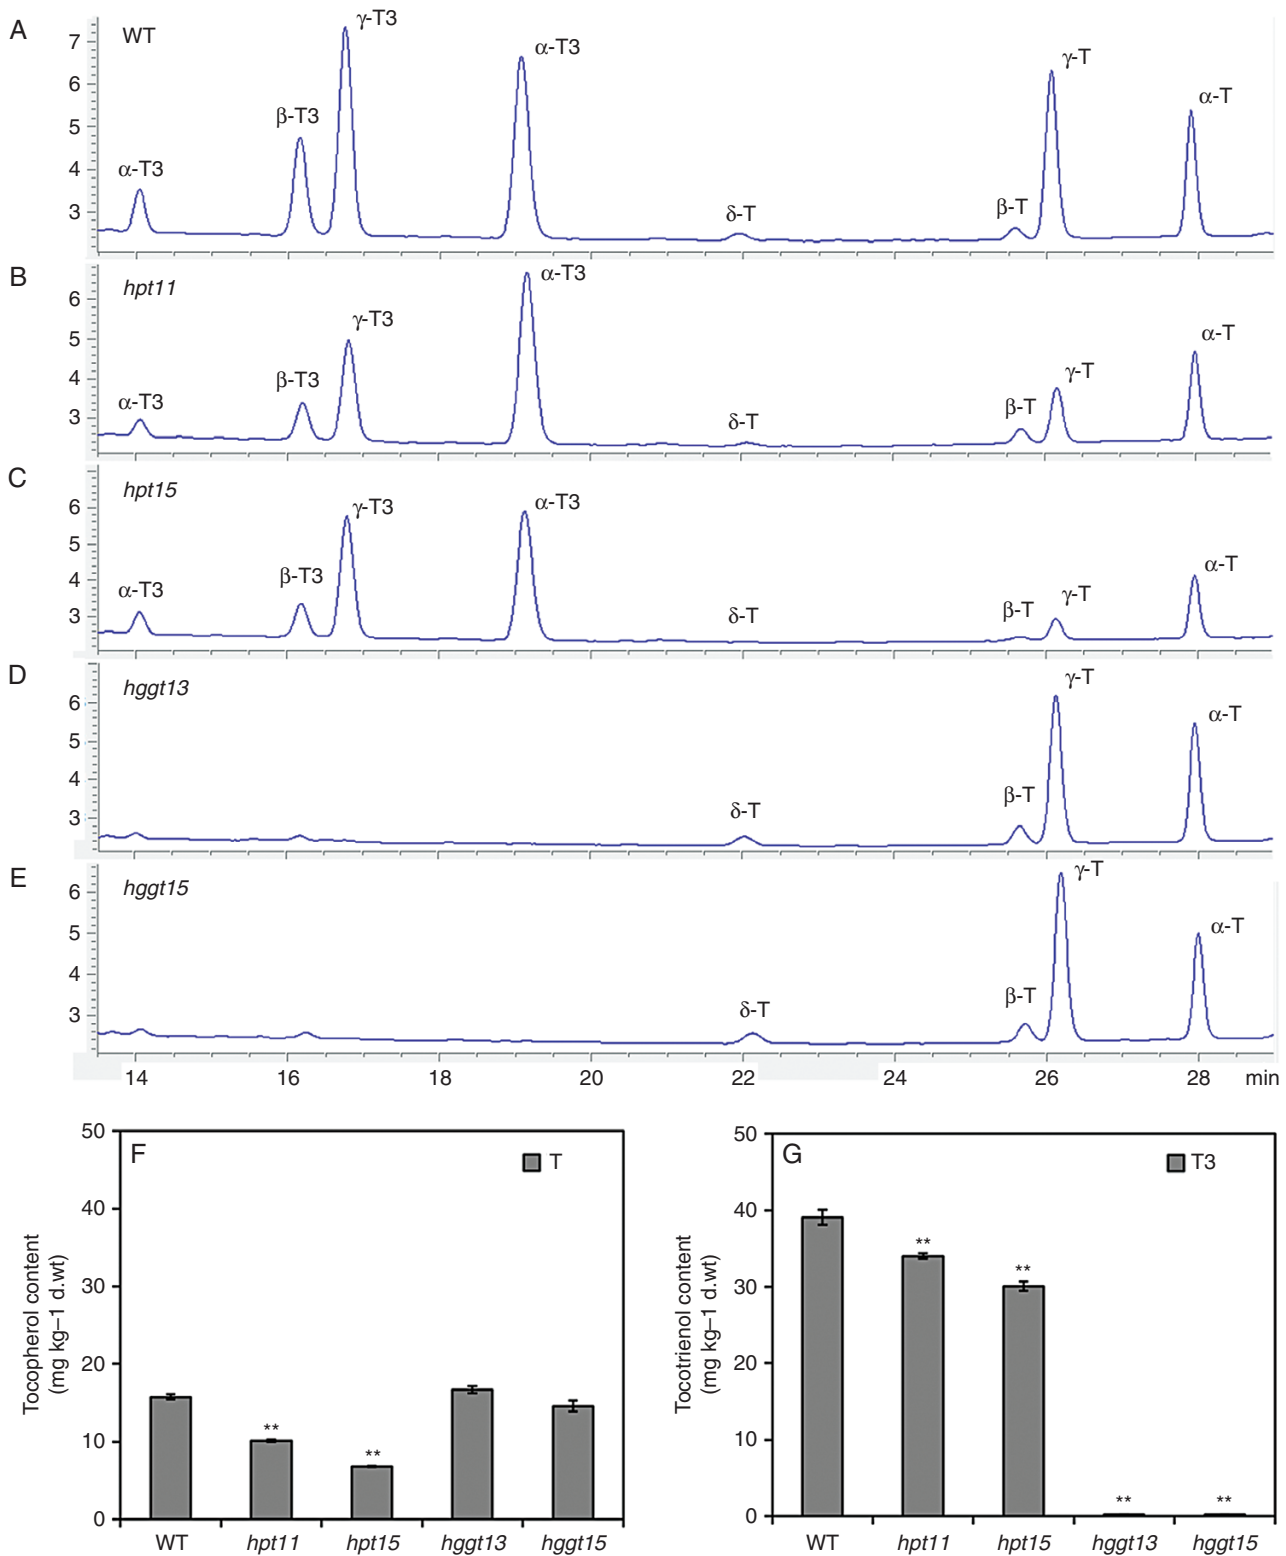 A
WT
7
6
5
4
3
α-T3
β-T3
γ-T3
α-T3
δ-T
β-T
γ-T
α-T
B
hpt11
6
5
4
3
α-T3
β-T3
γ-T3
α-T3
δ-T
β-T
γ-T
α-T
C
hpt15
6
5
4
3
α-T3
β-T3
γ-T3
α-T3
δ-T
β-T
γ-T
α-T
D
hggt13
6
5
4
3
δ-T
β-T
γ-T
α-T
E
hggt15
6
5
4
3
δ-T
β-T
γ-T
α-T
14 16 18 20 22 24 26 28 min
F
T
Tocopherol content
(mg kg–1 d.wt)
50
40
30
20
10
0
**
**
WT hpt11 hpt15 hggt13 hggt15
G
T3
Tocotrienol content
(mg kg–1 d.wt)
50
40
30
20
10
0
**
**
**
**
WT hpt11 hpt15 hggt13 hggt15